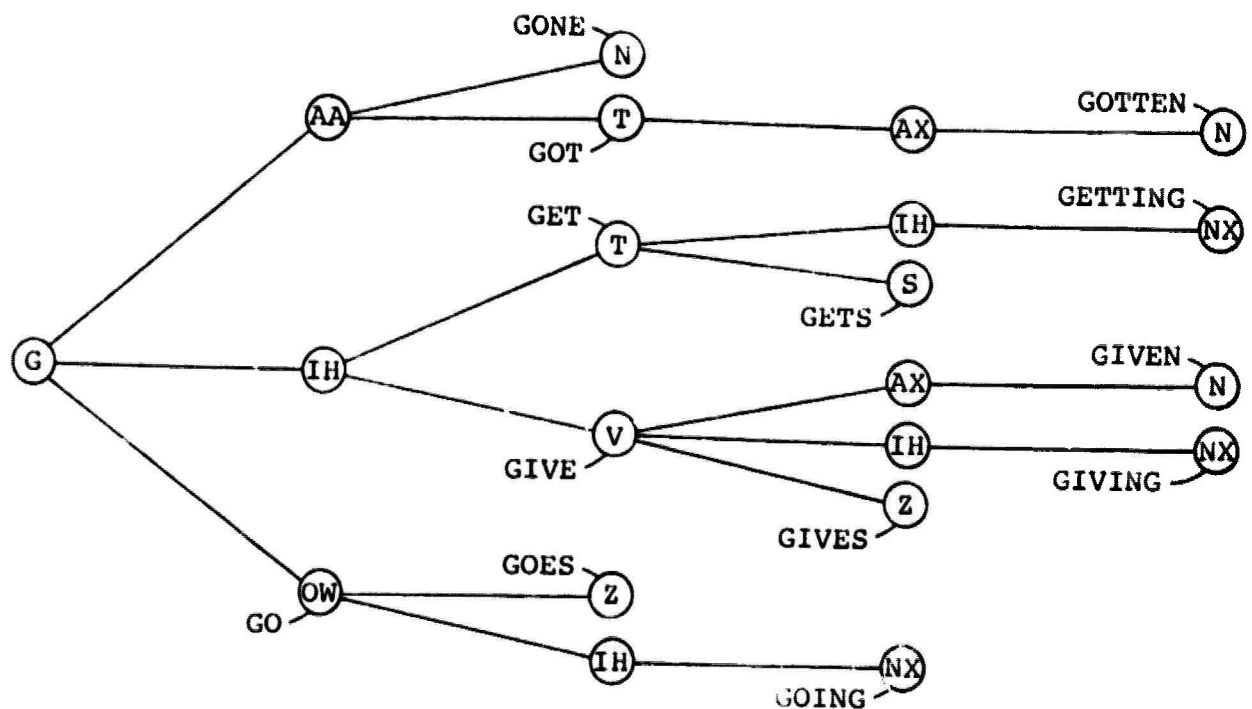 GONE
N
AA
T
GOT
AX
GOTTEN
N
GET
T
IH
GETTING
NX
S
GETS
G
IH
V
GIVE
AX
GIVEN
N
IH
NX
GIVING
Z
GIVES
OW
GO
GOES
Z
IH
NX
GOING